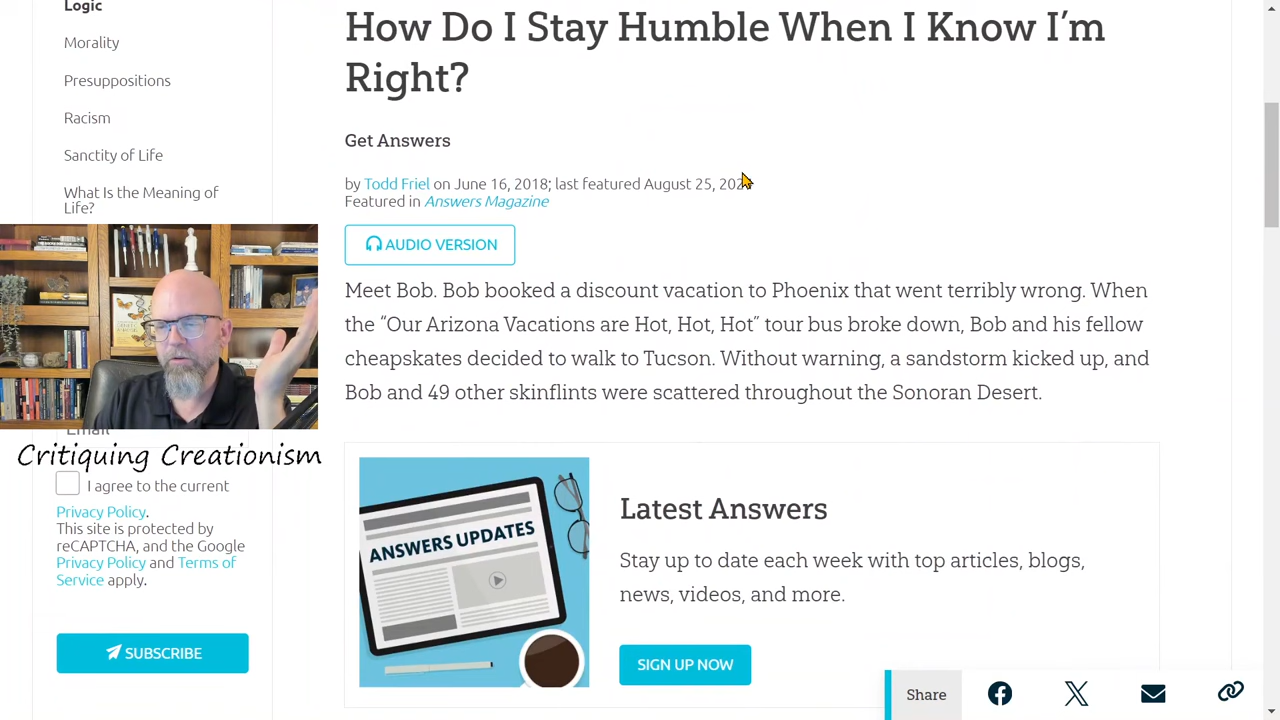 Logic
Morality
Presuppositions
Racism
Sanctity of Life
What Is the Meaning of
Life?
Critiquing Creationism
I agree to the current
Privacy Policy.
This site is protected by
reCAPTCHA, and the Google
Privacy Policy and Terms of
Service apply.
SUBSCRIBE
How Do I Stay Humble When I Know I’m
Right?
Get Answers
by Todd Friel on June 16, 2018; last featured August 25,
Featured in Answers Magazine
AUDIO VERSION
Meet Bob. Bob booked a discount vacation to Phoenix that went terribly wrong. When
the “Our Arizona Vacations are Hot, Hot, Hot” tour bus broke down, Bob and his fellow
cheapskates decided to walk to Tucson. Without warning, a sandstorm kicked up, and
Bob and 49 other skinflints were scattered throughout the Sonoran Desert.
ANSWERS UPDATES
Latest Answers
Stay up to date each week with top articles, blogs,
news, videos, and more.
SIGN UP NOW
Share